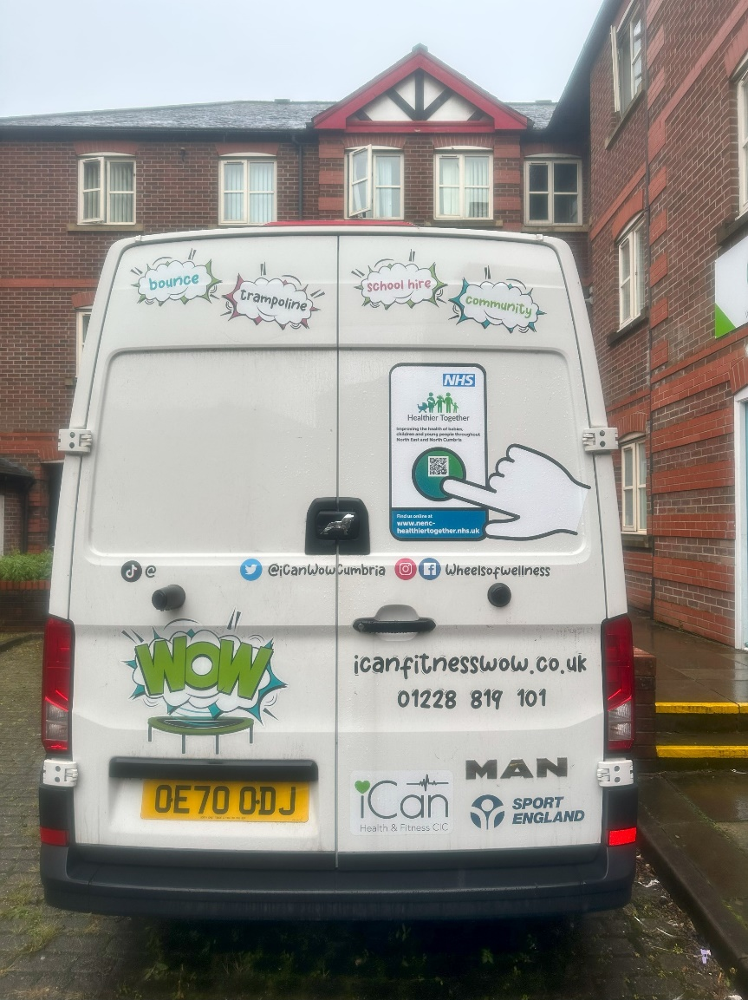 bounce
trampoline
school hire
community
NHS
Healthier Together
Improving the health of babies,
children and young people throughout
North East and North Cumbria
Find us online at
www.nenc-
healthiertogether.nhs.uk
@
@iCanWowCumbria
Wheelsofwellness
WOW
icanfitnesswow.co.uk
01228 819 101
MAN
OE70 ODJ
iCan
Health & Fitness CIC
SPORT
ENGLAND